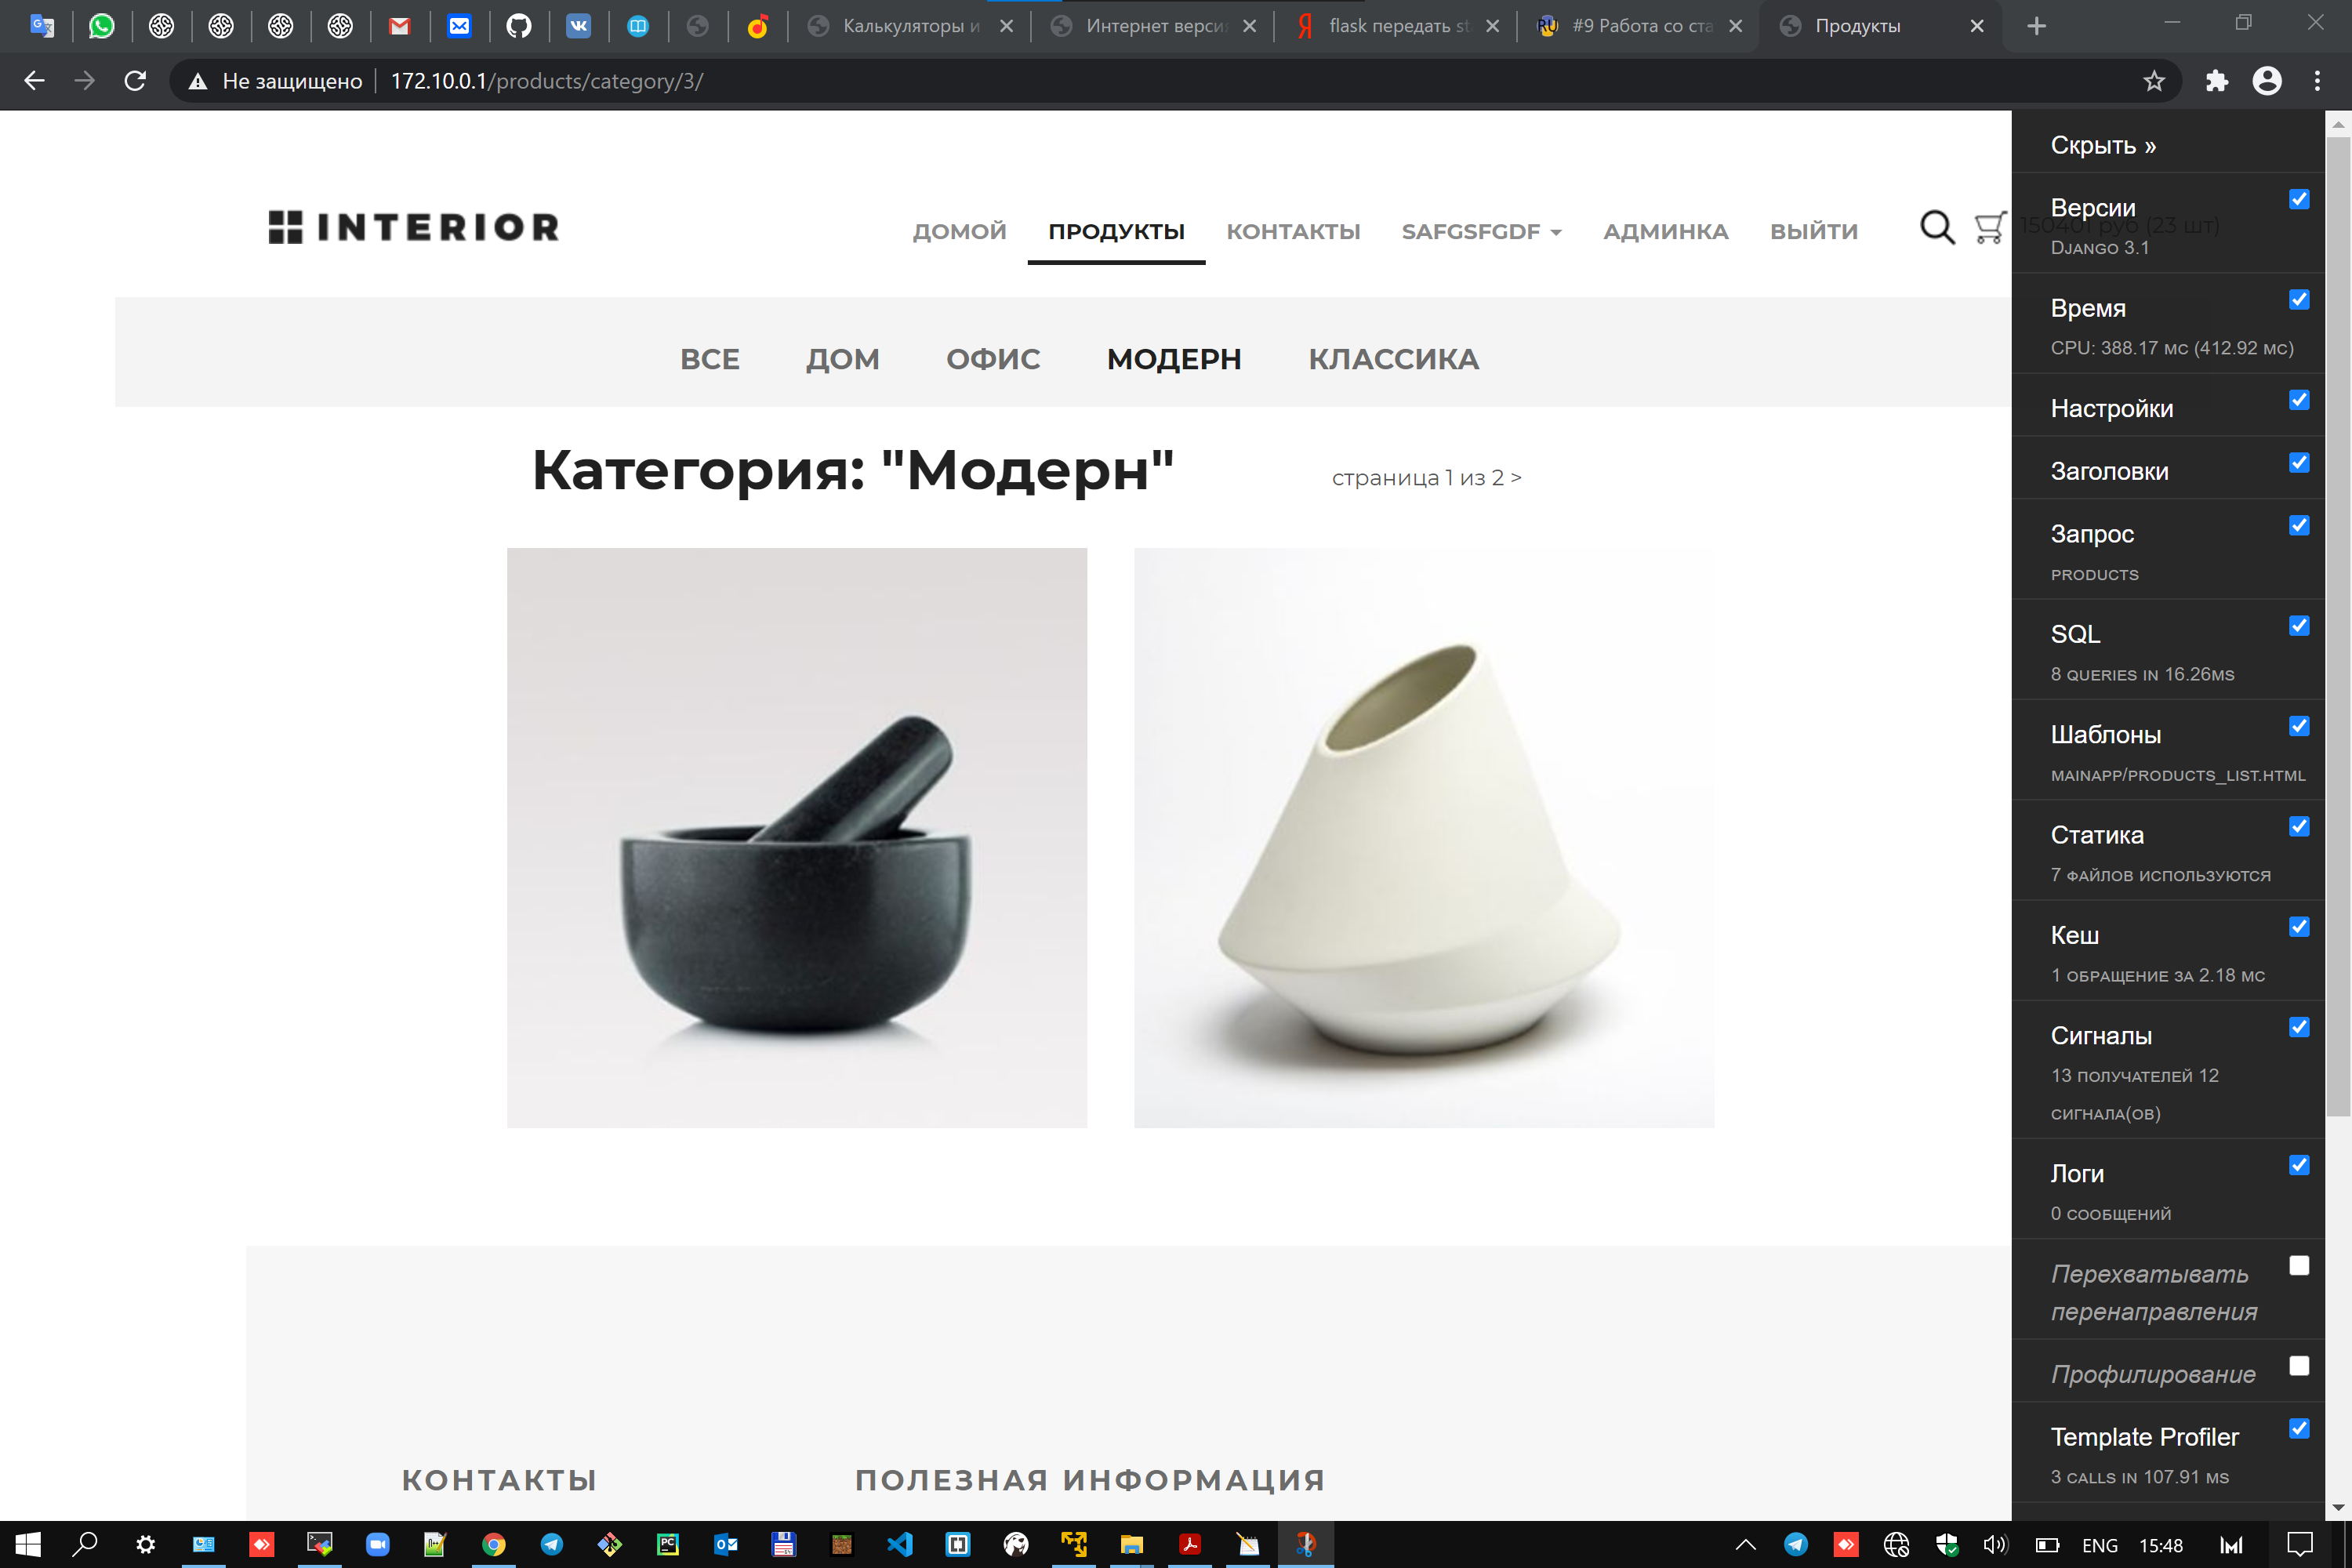 Калькуляторы и
Интернет верси
flask передать sta
#9 Работа со ста
Продукты
Не защищено
172.10.0.1/products/category/3/
INTERIOR
ДОМОЙ
ПРОДУКТЫ
КОНТАКТЫ
SAFGSFGDF
АДМИНКА
ВЫЙТИ
150401 руб (23 шт)
ВСЕ
ДОМ
ОФИС
МОДЕРН
КЛАССИКА
Категория: "Модерн"
страница 1 из 2 >
КОНТАКТЫ
ПОЛЕЗНАЯ ИНФОРМАЦИЯ
Скрыть »
Версии
Django 3.1
Время
CPU: 388.17 мс (412.92 мс)
Настройки
Заголовки
Запрос
products
SQL
8 queries in 16.26ms
Шаблоны
mainapp/products_list.html
Статика
7 файлов используются
Кеш
1 обращение за 2.18 мс
Сигналы
13 получателей 12
сигнала(ов)
Логи
0 сообщений
Перехватывать
перенаправления
Профилирование
Template Profiler
3 calls in 107.91 ms
ENG
15:48